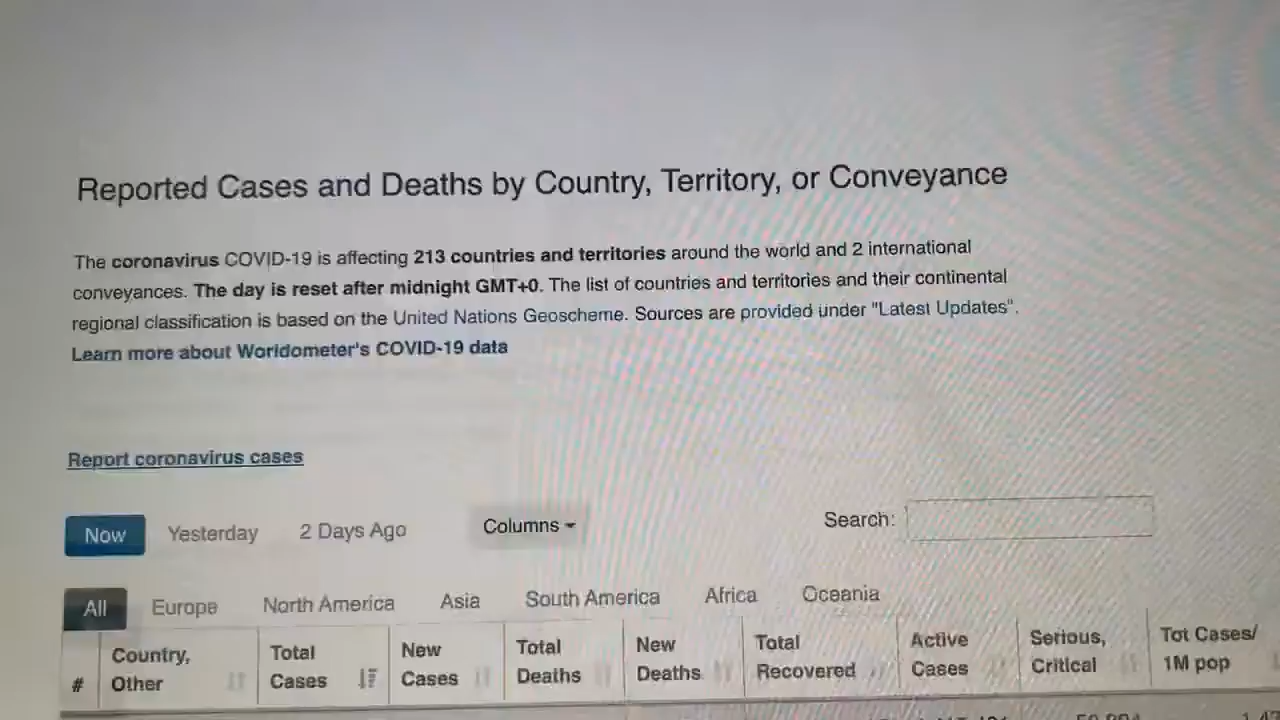 Reported Cases and Deaths by Country, Territory, or Conveyance
The coronavirus COVID-19 is affecting 213 countries and territories around the world and 2 international
conveyances. The day is reset after midnight GMT+0. The list of countries and territories and their continental
regional classification is based on the United Nations Geoscheme. Sources are provided under "Latest Updates".
Learn more about Worldometer's COVID-19 data
Report coronavirus cases
Now Yesterday 2 Days Ago Columns Search:
All Europe North America Asia South America Africa Oceania
# Country, Other Total Cases New Cases Total Deaths New Deaths Total Recovered Active Cases Serious, Critical Tot Cases/ 1M pop